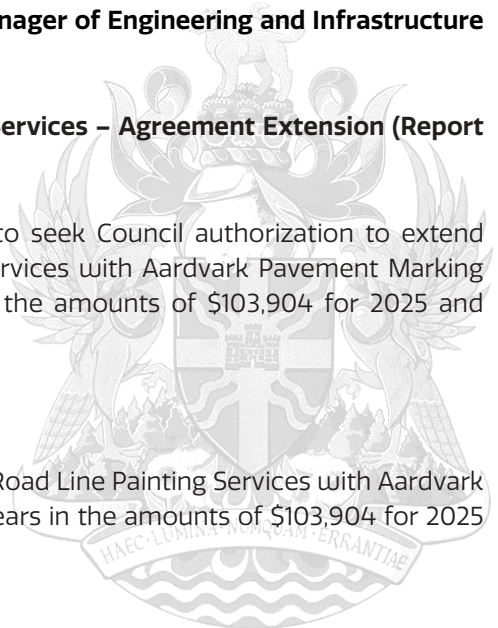 nager of Engineering and Infrastructure
ervices – Agreement Extension (Report
to seek Council authorization to extend
rvices with Aardvark Pavement Marking
the amounts of $103,904 for 2025 and
Road Line Painting Services with Aardvark
ears in the amounts of $103,904 for 2025
HAEC·LUMINA·NUMQUAM·ERRANTIAE